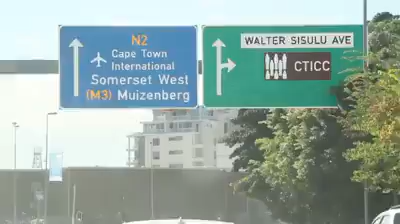 N2
Cape Town
International
Somerset West
(M3) Muizenberg
WALTER SISULU AVE
CTICC